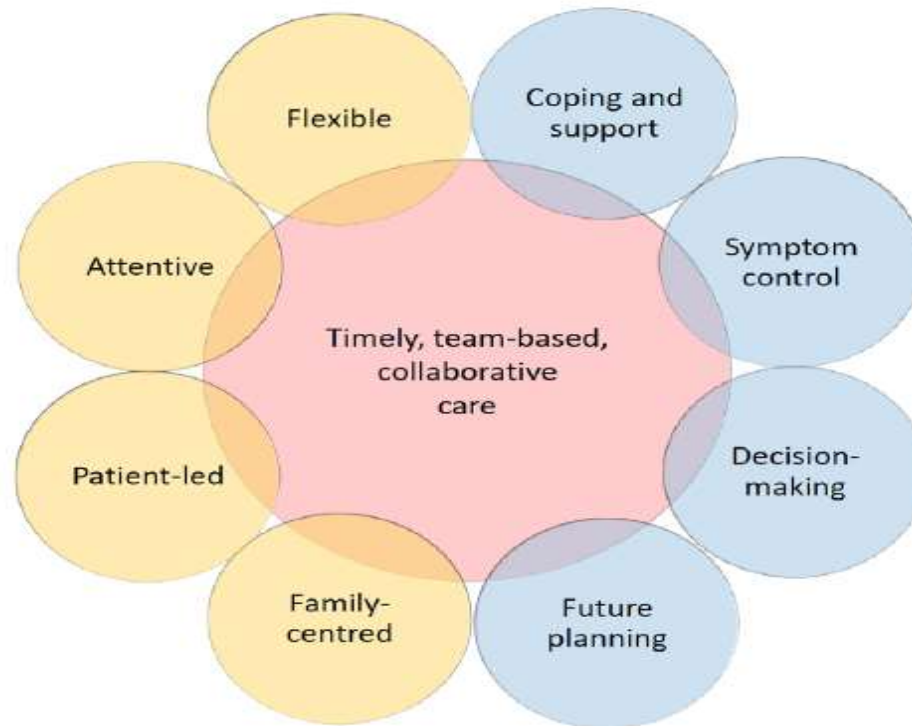 Flexible
Coping and
support
Attentive
Symptom
control
Timely, team-based,
collaborative
care
Patient-led
Decision-
making
Family-
centred
Future
planning